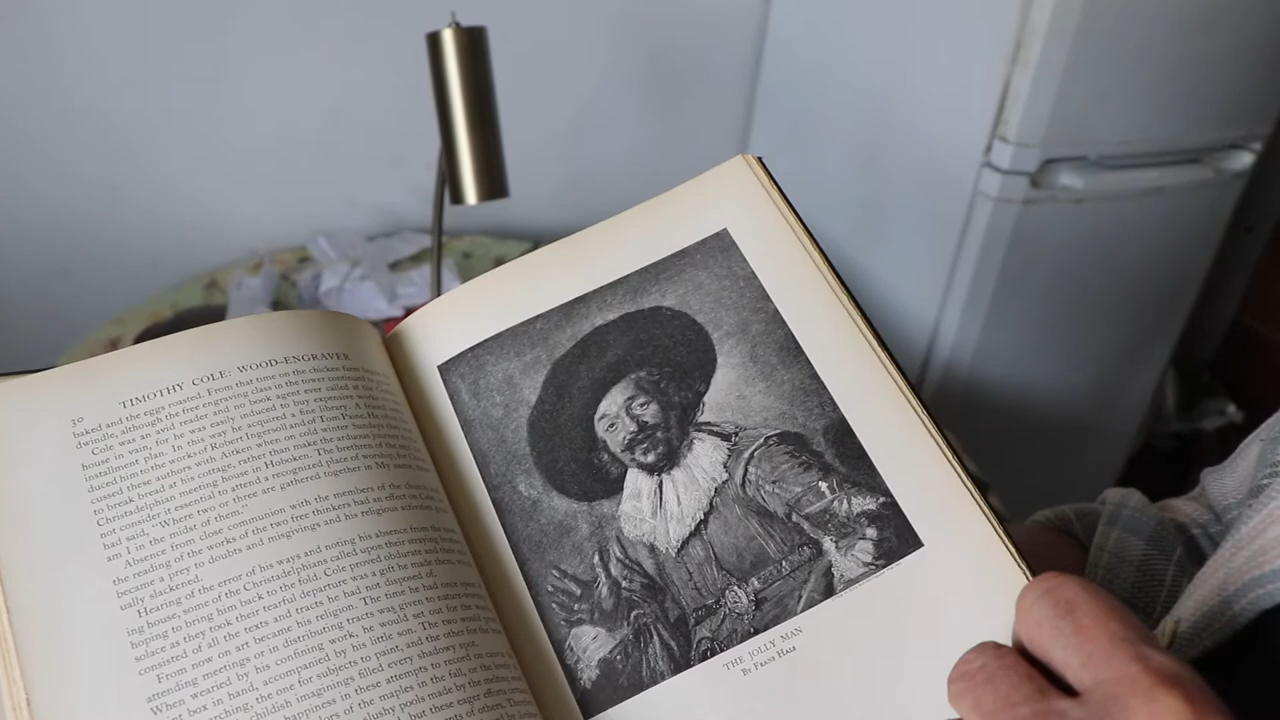 30
TIMOTHY COLE: WOOD-ENGRAVER
baked and the eggs roasted. From that time on the chicken farm began to
dwindle, although the free engraving class in the tower continued to
Cole was an avid reader and no book agent ever called at the
house in vain, for he was easily induced to buy expensive works on
installment plan. In this way he acquired a fine library. A friend
duced him to the works of Robert Ingersoll and of Tom Paine. He often
cussed these authors with Aitken when on cold winter Sundays they
to break bread at his cottage, rather than make the arduous journey to
Christadelphian meeting house in Hoboken. The brethren of the
not consider it essential to attend a recognized place of worship, for
had said, "Where two or three are gathered together in My name,
am I in the midst of them."
Absence from close communion with the members of the church and
the reading of the works of the two free thinkers had an effect on Cole.
became a prey to doubts and misgivings and his religious activities
ually slackened.
Hearing of the error of his ways and noting his absence from the
ing house, some of the Christadelphians called upon their straying
hoping to bring him back to the fold. Cole proved obdurate and their
solace as they took their tearful departure was a gift he made them,
consisted of all the texts and tracts he had not disposed of.
From now on art became his religion. The time he had once spent
attending meetings or in distributing tracts was given to
When wearied by his confining work, he would set out for the
in hand, accompanied by his little son. The two would
the one for subjects to paint, and the other for the
childish imaginings filled every shadowy spot.
happiness in these attempts to record on canvas
of the maples in the fall, or the
slushy pools made by the melting
but these eager efforts
of others.
THE JOLLY MAN
BY FRANS HALS